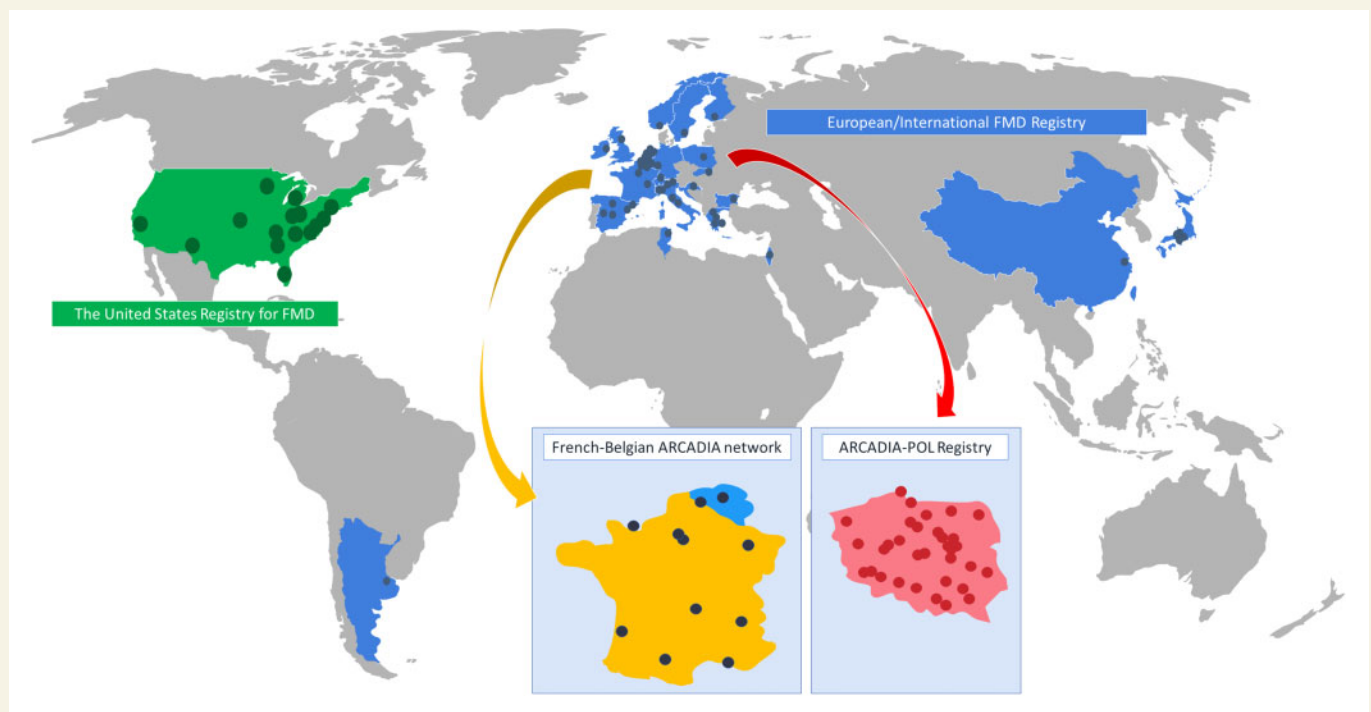 European/International FMD Registry
The United States Registry for FMD
French-Belgian ARCADIA network
ARCADIA-POL Registry